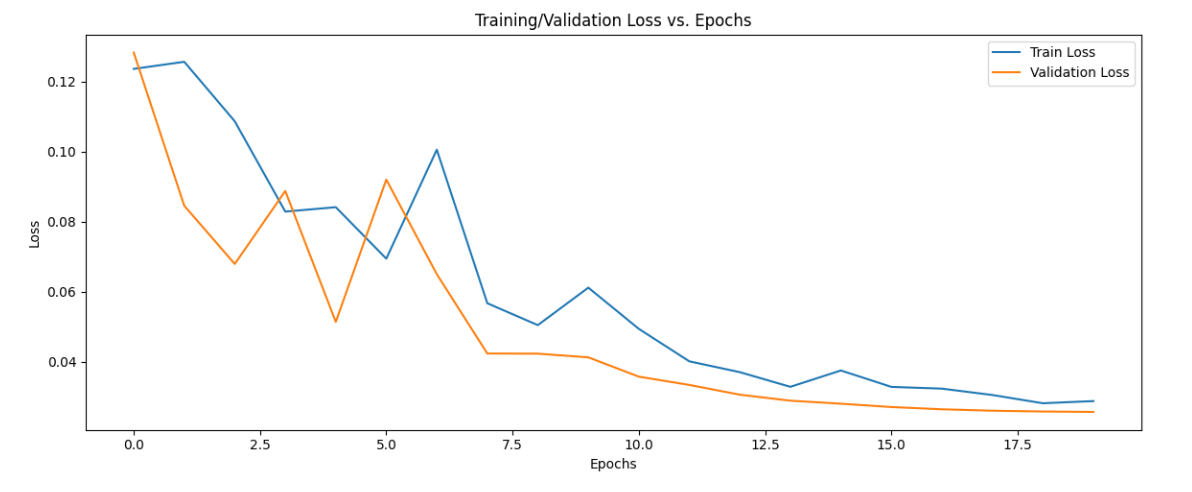 Training/Validation Loss vs. Epochs
Train Loss
Validation Loss
0.12
0.10
0.08
0.06
0.04
Loss
0.0 2.5 5.0 7.5 10.0 12.5 15.0 17.5
Epochs